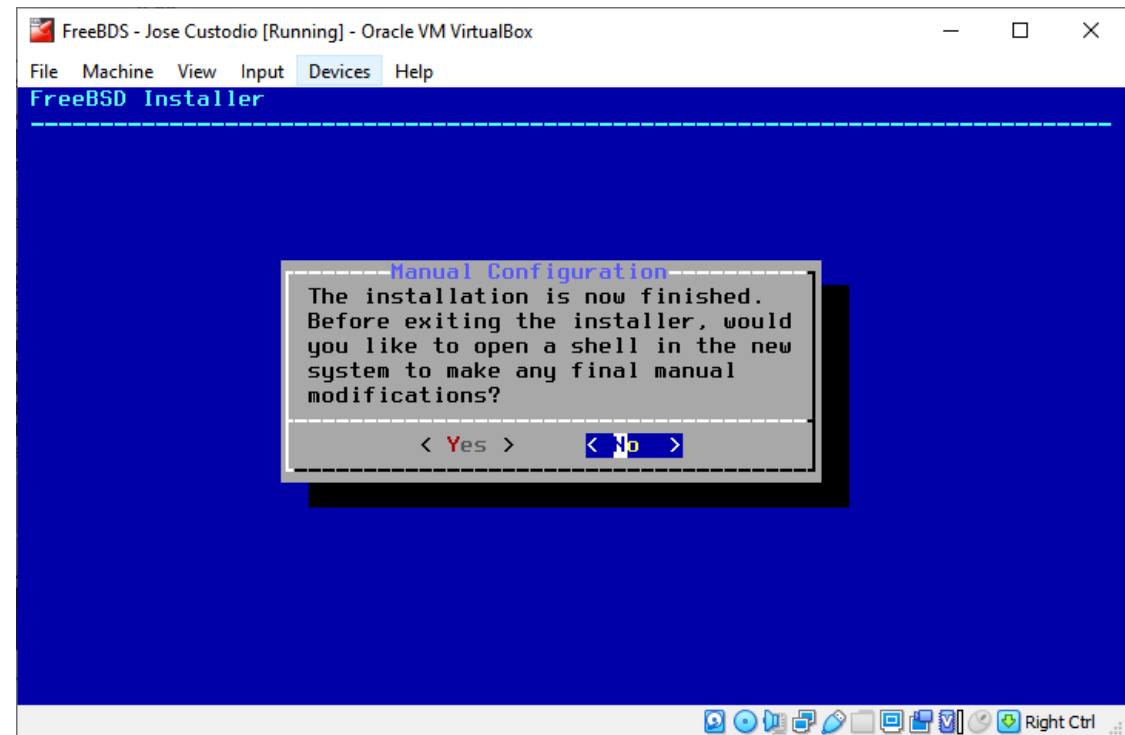 FreeBDS - Jose Custodio [Running] - Oracle VM VirtualBox
File Machine View Input Devices Help
FreeBSD Installer
Manual Configuration
The installation is now finished.
Before exiting the installer, would
you like to open a shell in the new
system to make any final manual
modifications?
< Yes > < No >
Right Ctrl